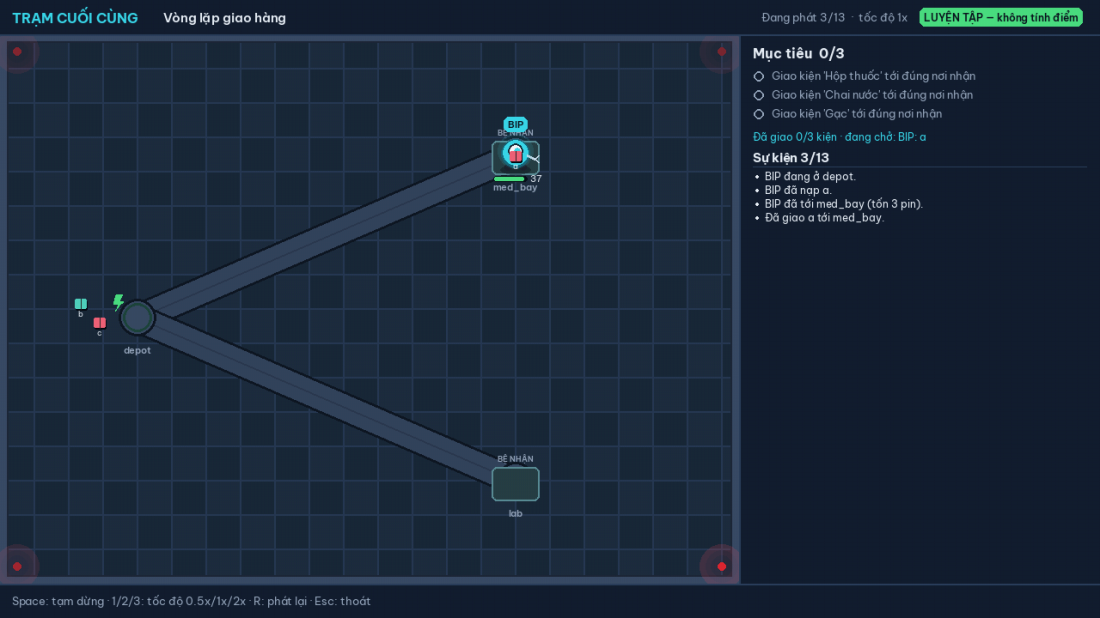 TRẠM CUỐI CÙNG
Vòng lặp giao hàng
Đang phát 3/13 · tốc độ 1x
LUYỆN TẬP — không tính điểm
Mục tiêu 0/3
Giao kiện 'Hộp thuốc' tới đúng nơi nhận
Giao kiện 'Chai nước' tới đúng nơi nhận
Giao kiện 'Gạc' tới đúng nơi nhận
Đã giao 0/3 kiện · đang chở: BIP: a
Sự kiện 3/13
• BIP đang ở depot.
• BIP đã nạp a.
• BIP đã tới med_bay (tốn 3 pin).
• Đã giao a tới med_bay.
BIP
BỆ NHẬN
a
37
med_bay
b
c
depot
BỆ NHẬN
lab
Space: tạm dừng · 1/2/3: tốc độ 0.5x/1x/2x · R: phát lại · Esc: thoát